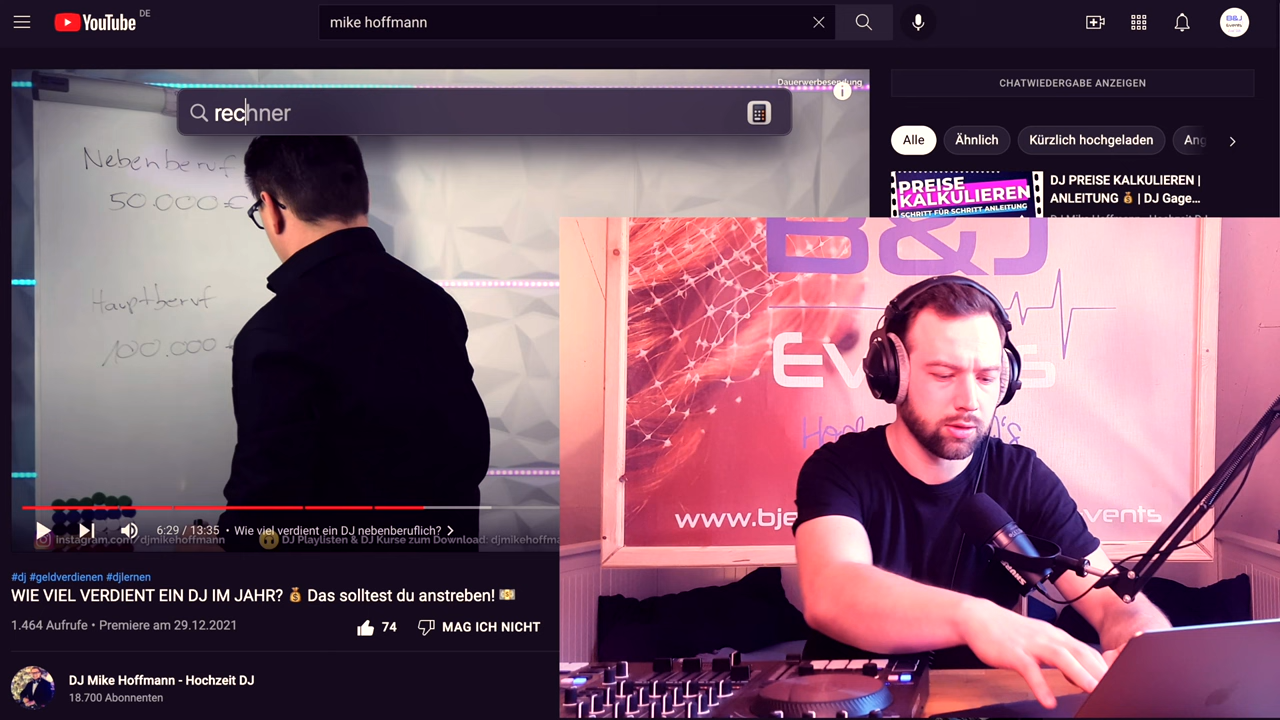 DE
YouTube
mike hoffmann
Dauerwerbesendung
rechner
CHATWIEDERGABE ANZEIGEN
Alle
Ähnlich
Kürzlich hochgeladen
Nebenberuf
50.000€
Hauptberuf
100.000
PREISE
KALKULIEREN
SCHRITT FÜR SCHRITT ANLEITUNG
DJ PREISE KALKULIEREN |
ANLEITUNG 💰 | DJ Gage...
B&J
www.bje
6:29 / 13:35 • Wie viel verdient ein DJ nebenberuflich?
instagram.com/djmikehoffmann
DJ Playlisten & DJ Kurse zum Download: djmikehoffma
#dj #geldverdienen #djlernen
WIE VIEL VERDIENT EIN DJ IM JAHR? 💰 Das solltest du anstreben! 💵
1.464 Aufrufe • Premiere am 29.12.2021
74
MAG ICH NICHT
DJ Mike Hoffmann - Hochzeit DJ
18.700 Abonnenten